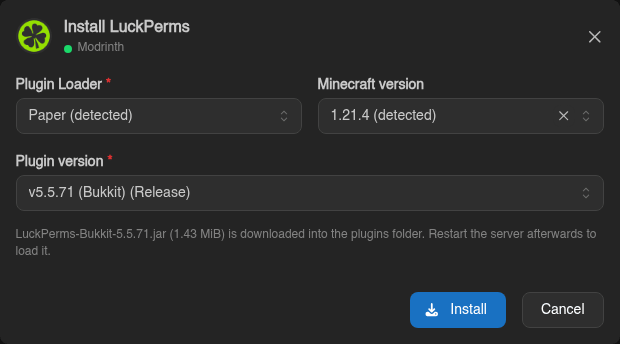 Install LuckPerms
Modrinth
Plugin Loader *
Minecraft version
Paper (detected)
1.21.4 (detected)
Plugin version *
v5.5.71 (Bukkit) (Release)
LuckPerms-Bukkit-5.5.71.jar (1.43 MiB) is downloaded into the plugins folder. Restart the server afterwards to
load it.
Install
Cancel